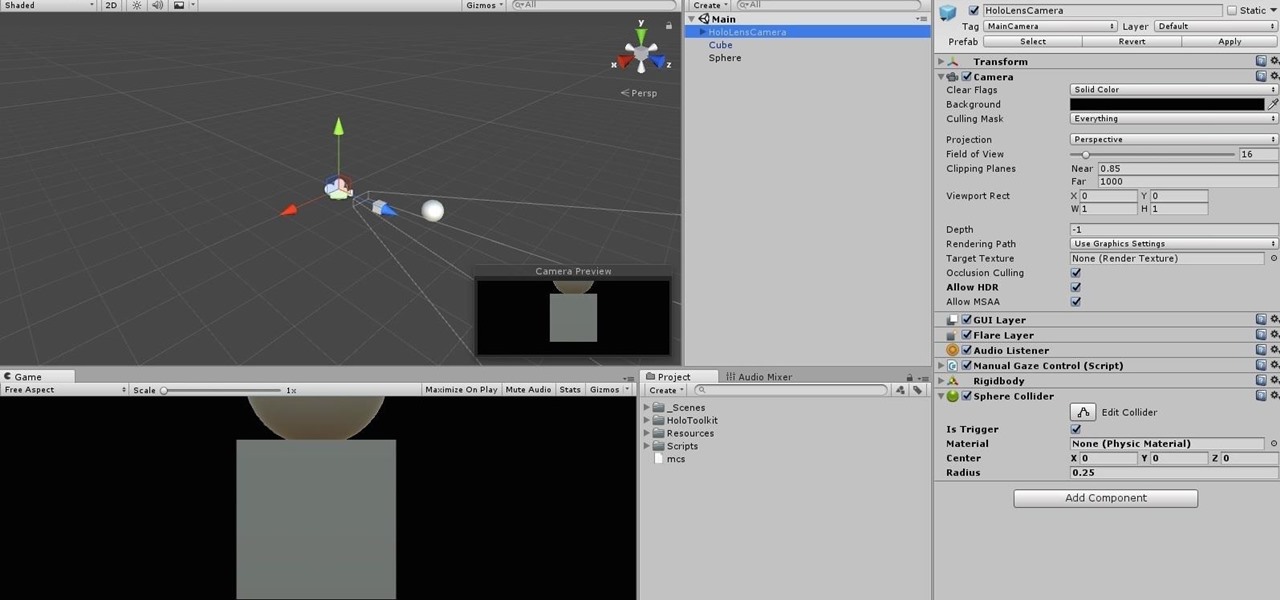 Shaded 2D Gizmos All
y
x z
Persp
Camera Preview
Create All
Main
HoloLensCamera
Cube
Sphere
Game
Free Aspect Scale 1x Maximize On Play Mute Audio Stats Gizmos
Project Audio Mixer
Create
_Scenes
HoloToolkit
Resources
Scripts
mcs
HoloLensCamera Static
Tag MainCamera Layer Default
Prefab Select Revert Apply
Transform
Camera
Clear Flags Solid Color
Background
Culling Mask Everything
Projection Perspective
Field of View 16
Clipping Planes Near 0.85
Far 1000
Viewport Rect X 0 Y 0
W 1 H 1
Depth -1
Rendering Path Use Graphics Settings
Target Texture None (Render Texture)
Occlusion Culling
Allow HDR
Allow MSAA
GUI Layer
Flare Layer
Audio Listener
Manual Gaze Control (Script)
Rigidbody
Sphere Collider
Edit Collider
Is Trigger
Material None (Physic Material)
Center X 0 Y 0 Z 0
Radius 0.25
Add Component